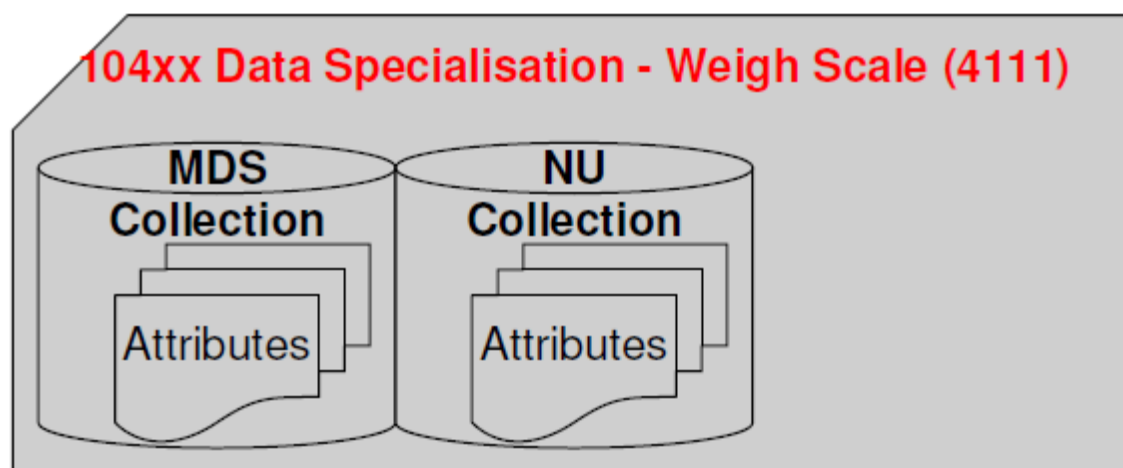 104xx Data Specialisation - Weigh Scale (4111)
MDS
Collection
Attributes
NU
Collection
Attributes